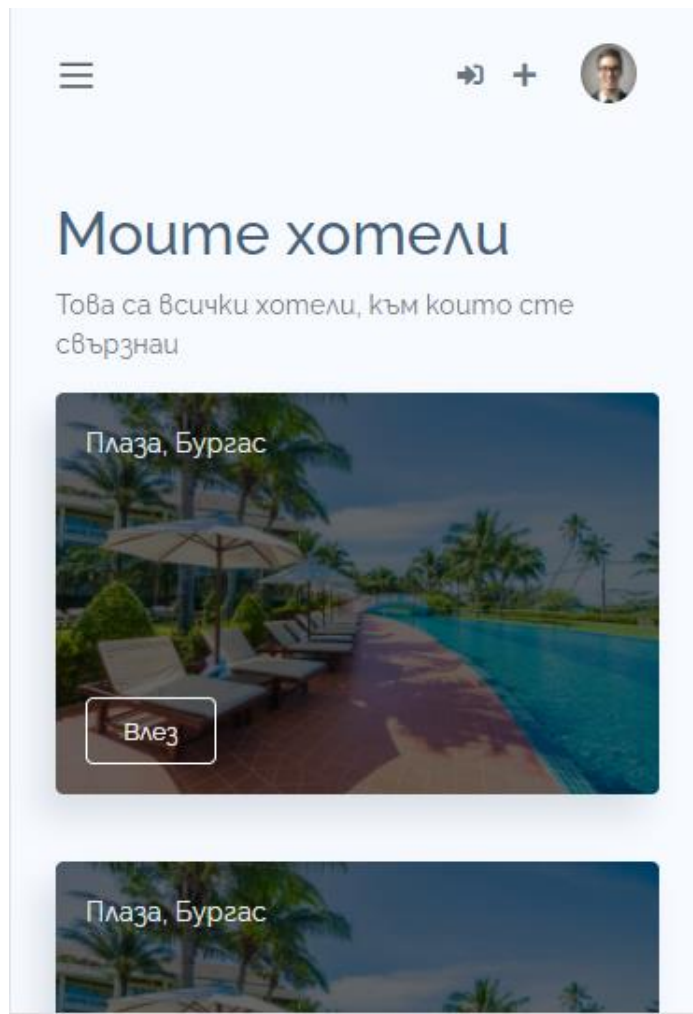 Моите хотели
Това са всички хотели, към които сте
свързнаи
Плаза, Бургас
Влез
Плаза, Бургас